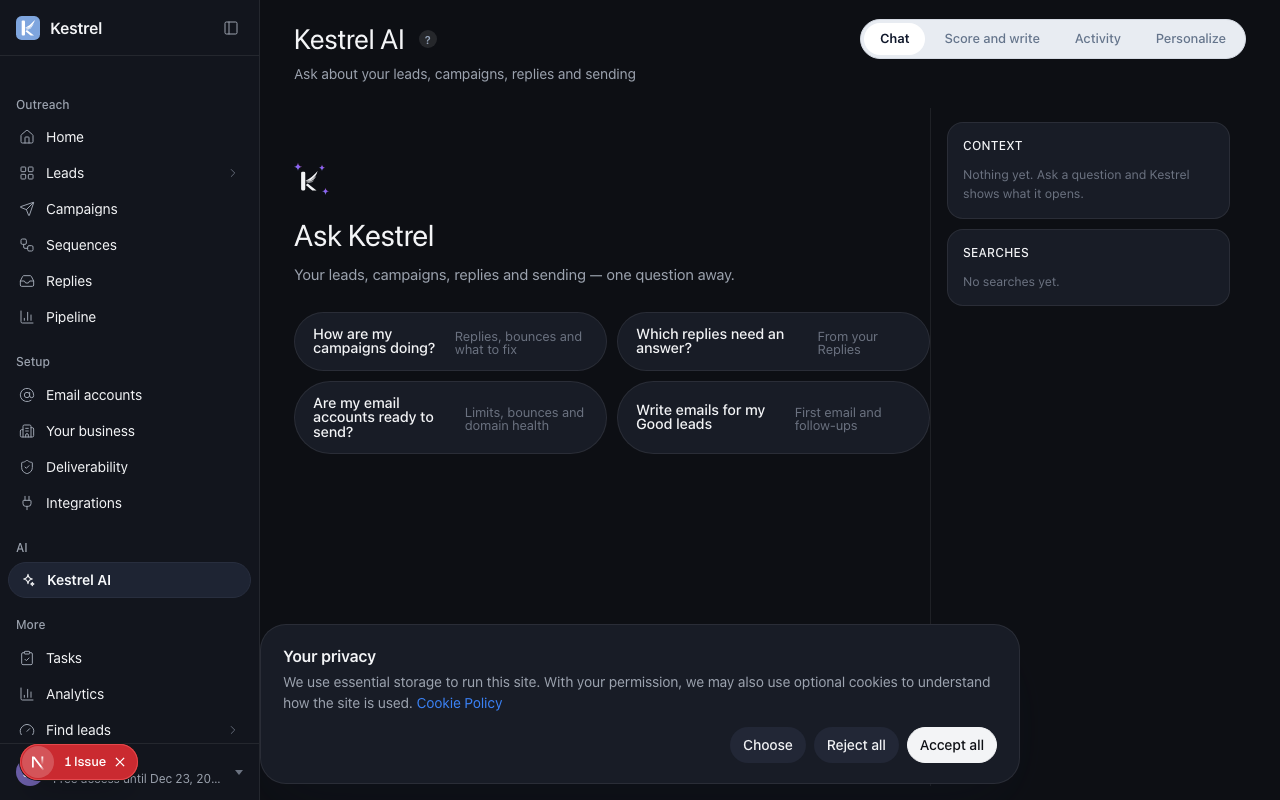 Kestrel
Outreach
Home
Leads
Campaigns
Sequences
Replies
Pipeline
Setup
Email accounts
Your business
Deliverability
Integrations
AI
Kestrel AI
More
Tasks
Analytics
Find leads
1 Issue
Free access until Dec 23, 20...
Kestrel AI ?
Ask about your leads, campaigns, replies and sending
Chat
Score and write
Activity
Personalize
Ask Kestrel
Your leads, campaigns, replies and sending — one question away.
How are my
campaigns doing?
Replies, bounces and
what to fix
Which replies need an
answer?
From your
Replies
Are my email
accounts ready to
send?
Limits, bounces and
domain health
Write emails for my
Good leads
First email and
follow-ups
CONTEXT
Nothing yet. Ask a question and Kestrel
shows what it opens.
SEARCHES
No searches yet.
Your privacy
We use essential storage to run this site. With your permission, we may also use optional cookies to understand
how the site is used. Cookie Policy
Choose
Reject all
Accept all